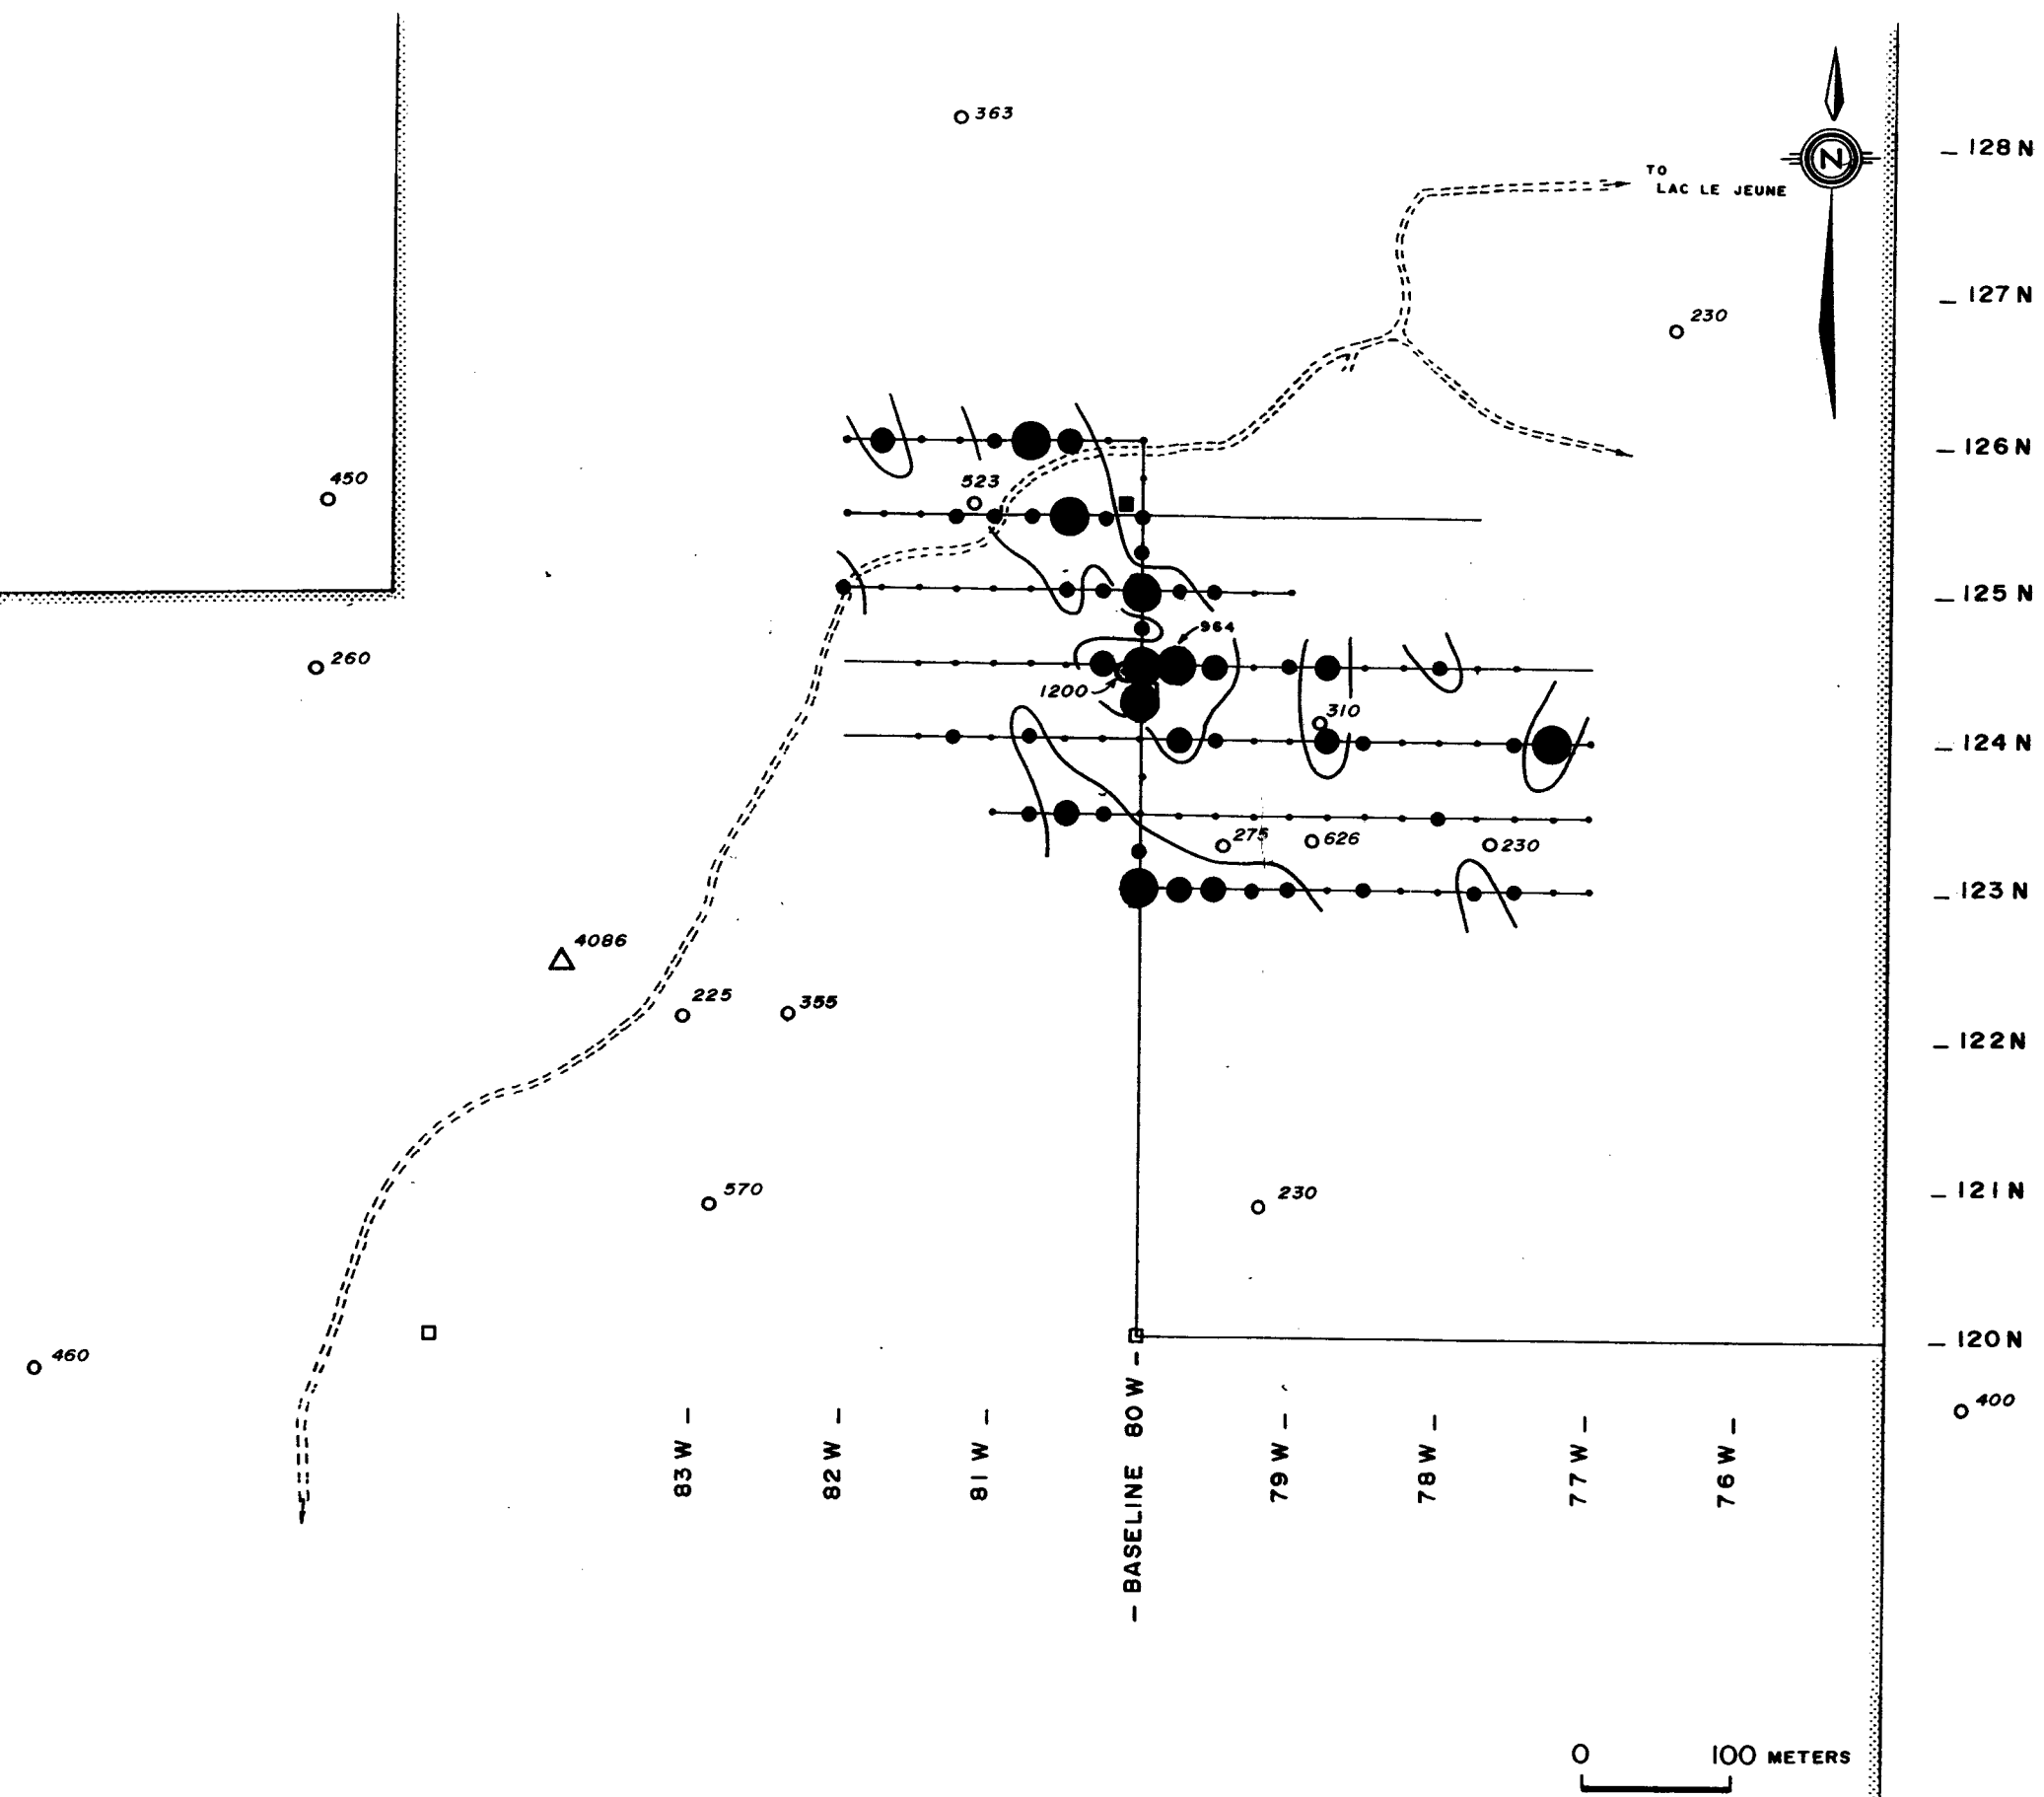 363
128 N
N
TO
LAC LE JEUNE
127 N
230
126 N
450
523
125 N
964
260
1200
310
124 N
275
626
230
123 N
4086
225
355
122 N
570
230
121 N
120 N
460
400
83 W
82 W
81 W
BASELINE 80 W
79 W
78 W
77 W
76 W
0 100 METERS